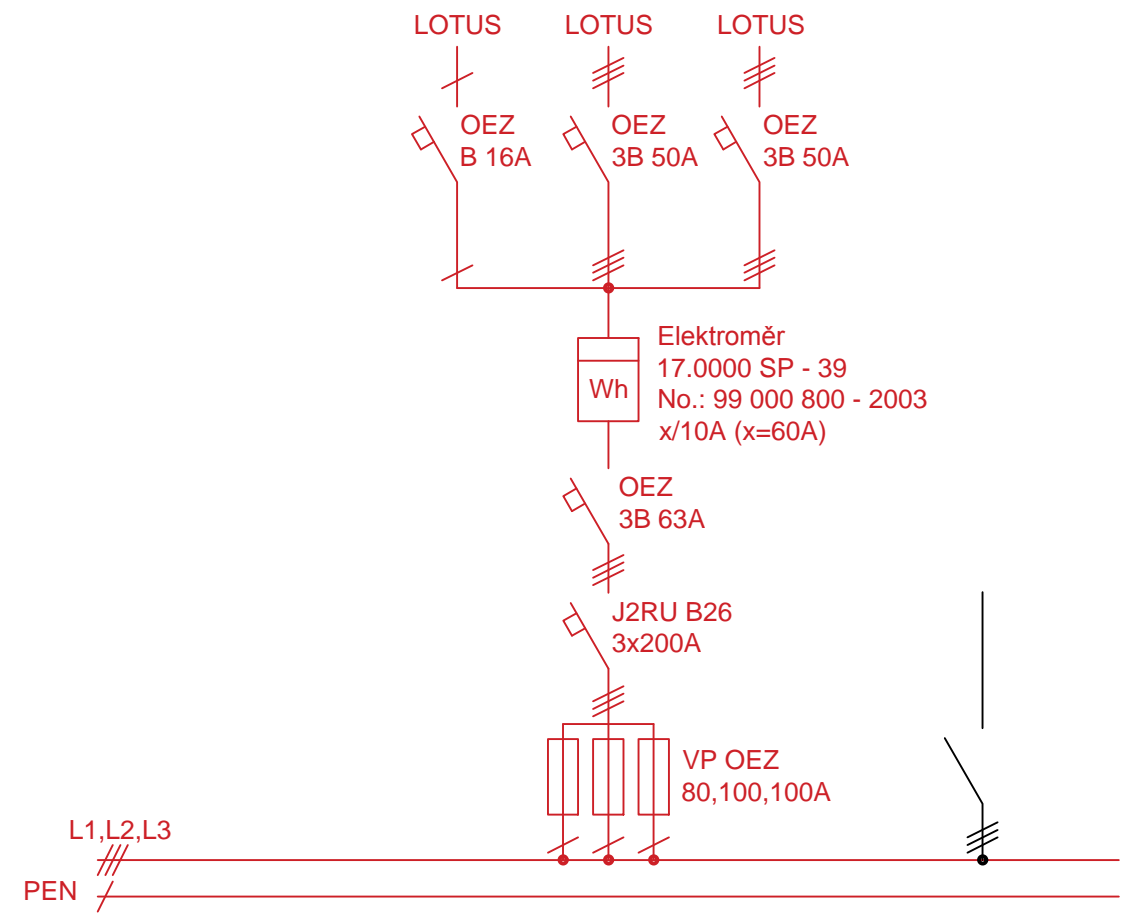 LOTUS LOTUS LOTUS
OEZ
B 16A
OEZ
3B 50A
OEZ
3B 50A
Elektroměr
17.0000 SP - 39
No.: 99 000 800 - 2003
x/10A (x=60A)
Wh
OEZ
3B 63A
J2RU B26
3x200A
VP OEZ
80,100,100A
L1,L2,L3
PEN